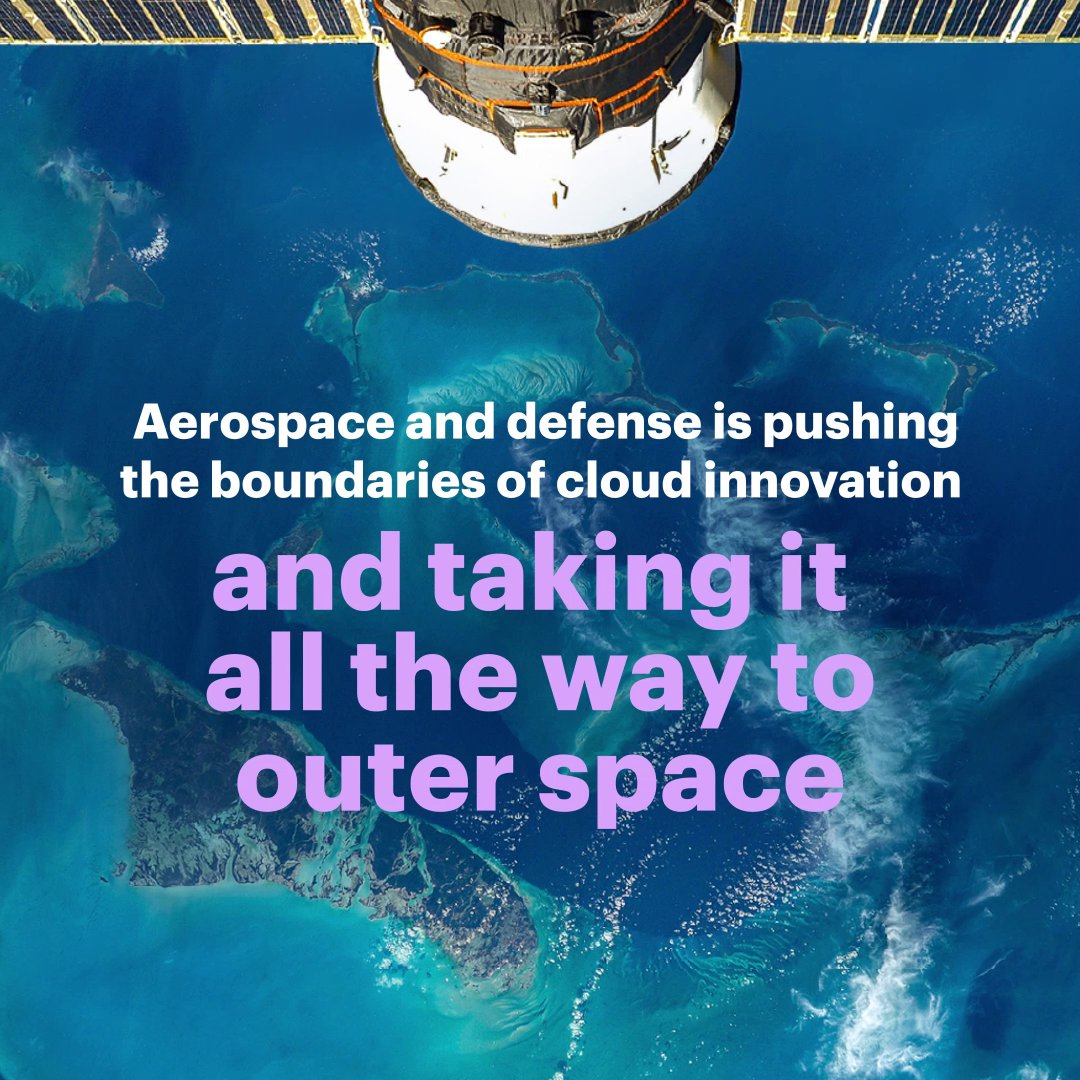 Aerospace and defense is pushing
the boundaries of cloud innovation
and taking it
all the way to
outer space